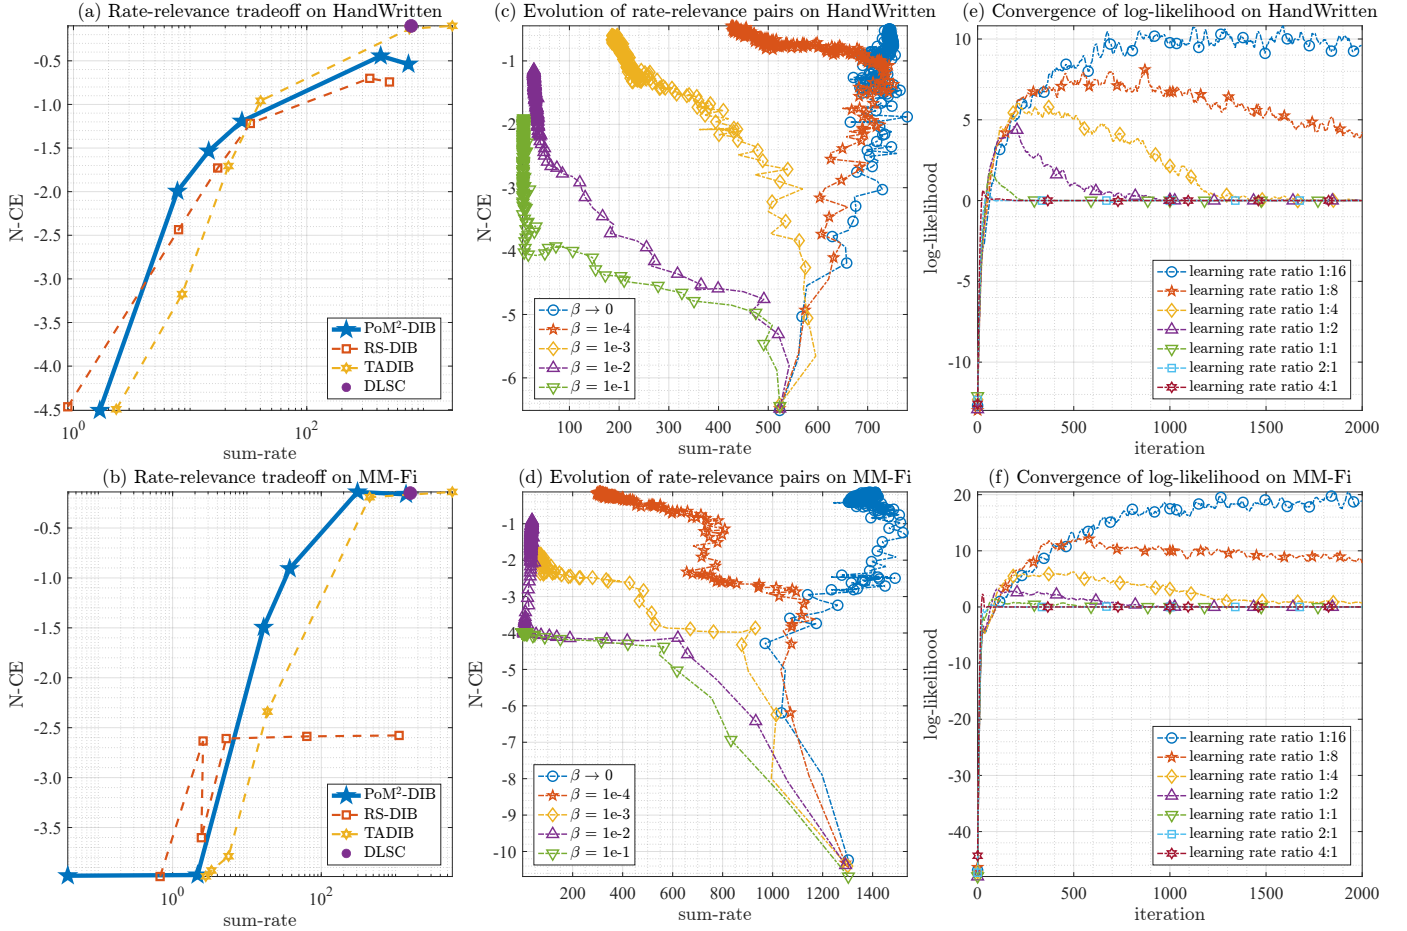 (a) Rate-relevance tradeoff on HandWritten
-0.5
-1.0
-1.5
-2.0
-2.5
-3.0
-3.5
-4.0
-4.5
N-CE
10⁰
10²
sum-rate
PoM²-DIB
RS-DIB
TADIB
DLSC
(c) Evolution of rate-relevance pairs on HandWritten
-1
-2
-3
-4
-5
-6
N-CE
100 200 300 400 500 600 700
sum-rate
β → 0
β = 1e-4
β = 1e-3
β = 1e-2
β = 1e-1
(e) Convergence of log-likelihood on HandWritten
10
5
0
-5
-10
log-likelihood
0 500 1000 1500 2000
iteration
learning rate ratio 1:16
learning rate ratio 1:8
learning rate ratio 1:4
learning rate ratio 1:2
learning rate ratio 1:1
learning rate ratio 2:1
learning rate ratio 4:1
(b) Rate-relevance tradeoff on MM-Fi
-0.5
-1.0
-1.5
-2.0
-2.5
-3.0
-3.5
N-CE
10⁰
10²
sum-rate
PoM²-DIB
RS-DIB
TADIB
DLSC
(d) Evolution of rate-relevance pairs on MM-Fi
-1
-2
-3
-4
-5
-6
-7
-8
-9
-10
N-CE
200 400 600 800 1000 1200 1400
sum-rate
β → 0
β = 1e-4
β = 1e-3
β = 1e-2
β = 1e-1
(f) Convergence of log-likelihood on MM-Fi
20
10
0
-10
-20
-30
-40
log-likelihood
0 500 1000 1500 2000
iteration
learning rate ratio 1:16
learning rate ratio 1:8
learning rate ratio 1:4
learning rate ratio 1:2
learning rate ratio 1:1
learning rate ratio 2:1
learning rate ratio 4:1